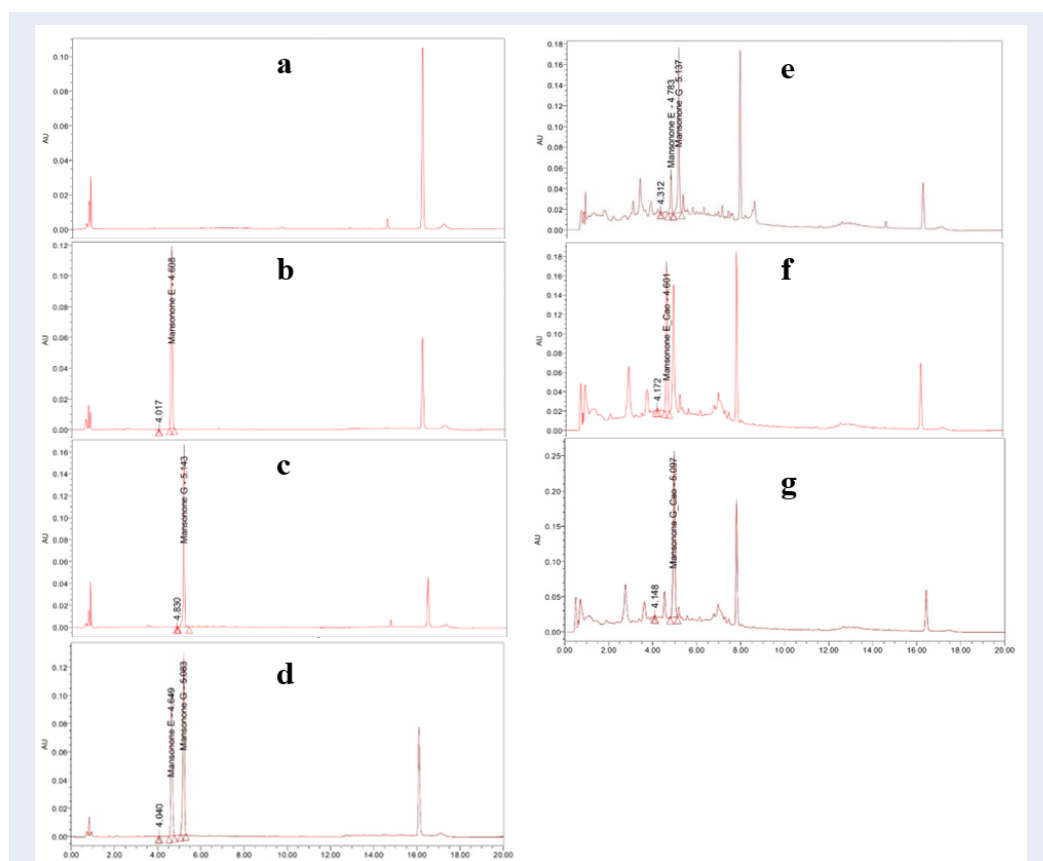 a
0.10
0.08
0.06
AU
0.04
0.02
0.00
b
0.12
0.10
0.08
0.06
AU
0.04
0.02
0.00
4.017
Mansonone E - 4.608
c
0.16
0.14
0.12
0.10
0.08
AU
0.06
0.04
0.02
0.00
4.830
Mansonone G - 5.143
d
0.12
0.10
0.08
0.06
AU
0.04
0.02
0.00
4.040
Mansonone E - 4.649
Mansonone G - 5.083
0.00 2.00 4.00 6.00 8.00 10.00 12.00 14.00 16.00 18.00 20.00
e
0.18
0.16
0.14
0.12
0.10
AU
0.08
0.06
0.04
0.02
0.00
4.312
Mansonone E - 4.783
Mansonone G - 5.137
f
0.18
0.16
0.14
0.12
0.10
AU
0.08
0.06
0.04
0.02
0.00
4.172
Mansonone E_Cao - 4.601
g
0.25
0.20
0.15
AU
0.10
0.05
0.00
4.148
Mansonone G_Cao - 5.097
0.00 2.00 4.00 6.00 8.00 10.00 12.00 14.00 16.00 18.00 20.00